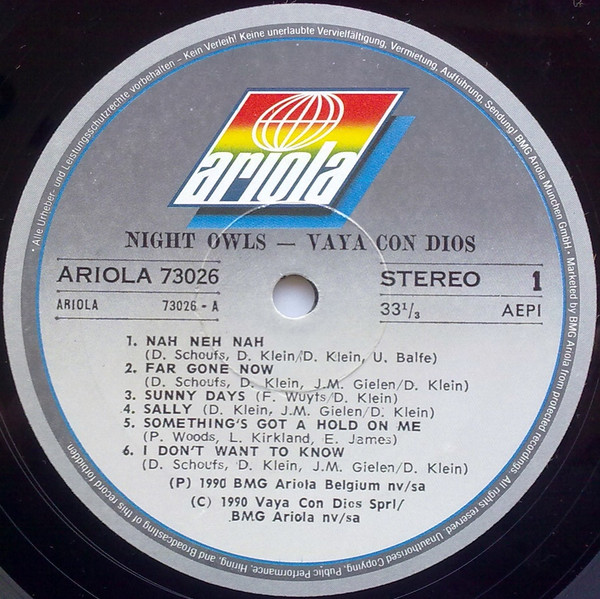 • Alle Urheber- und Leistungsschutzrechte vorbehalten – Kein Verleih! Keine unerlaubte Vervielfältigung, Vermietung, Aufführung, Sendung! BMG Ariola München GmbH • Marketed by BMG Ariola from protected recordings. All rights reserved. Unauthorised Copying, Public Performance, Hiring, and Broadcasting of this record forbidden
ariola
NIGHT OWLS — VAYA CON DIOS
ARIOLA 73026 STEREO 1
ARIOLA 73026 - A 33 1/3 AEPI
1. NAH NEH NAH
(D. Schoufs, D. Klein/D. Klein, U. Balfe)
2. FAR GONE NOW
(D. Schoufs, D. Klein, J.M. Gielen/D. Klein)
3. SUNNY DAYS (F. Wuyts/D. Klein)
4. SALLY (D. Klein, J.M. Gielen/D. Klein)
5. SOMETHING'S GOT A HOLD ON ME
(P. Woods, L. Kirkland, E. James)
6. I DON'T WANT TO KNOW
(D. Schoufs, D. Klein, J.M. Gielen/D. Klein)
(P) 1990 BMG Ariola Belgium nv/sa
(C) 1990 Vaya Con Dios Sprl/
BMG Ariola nv/sa